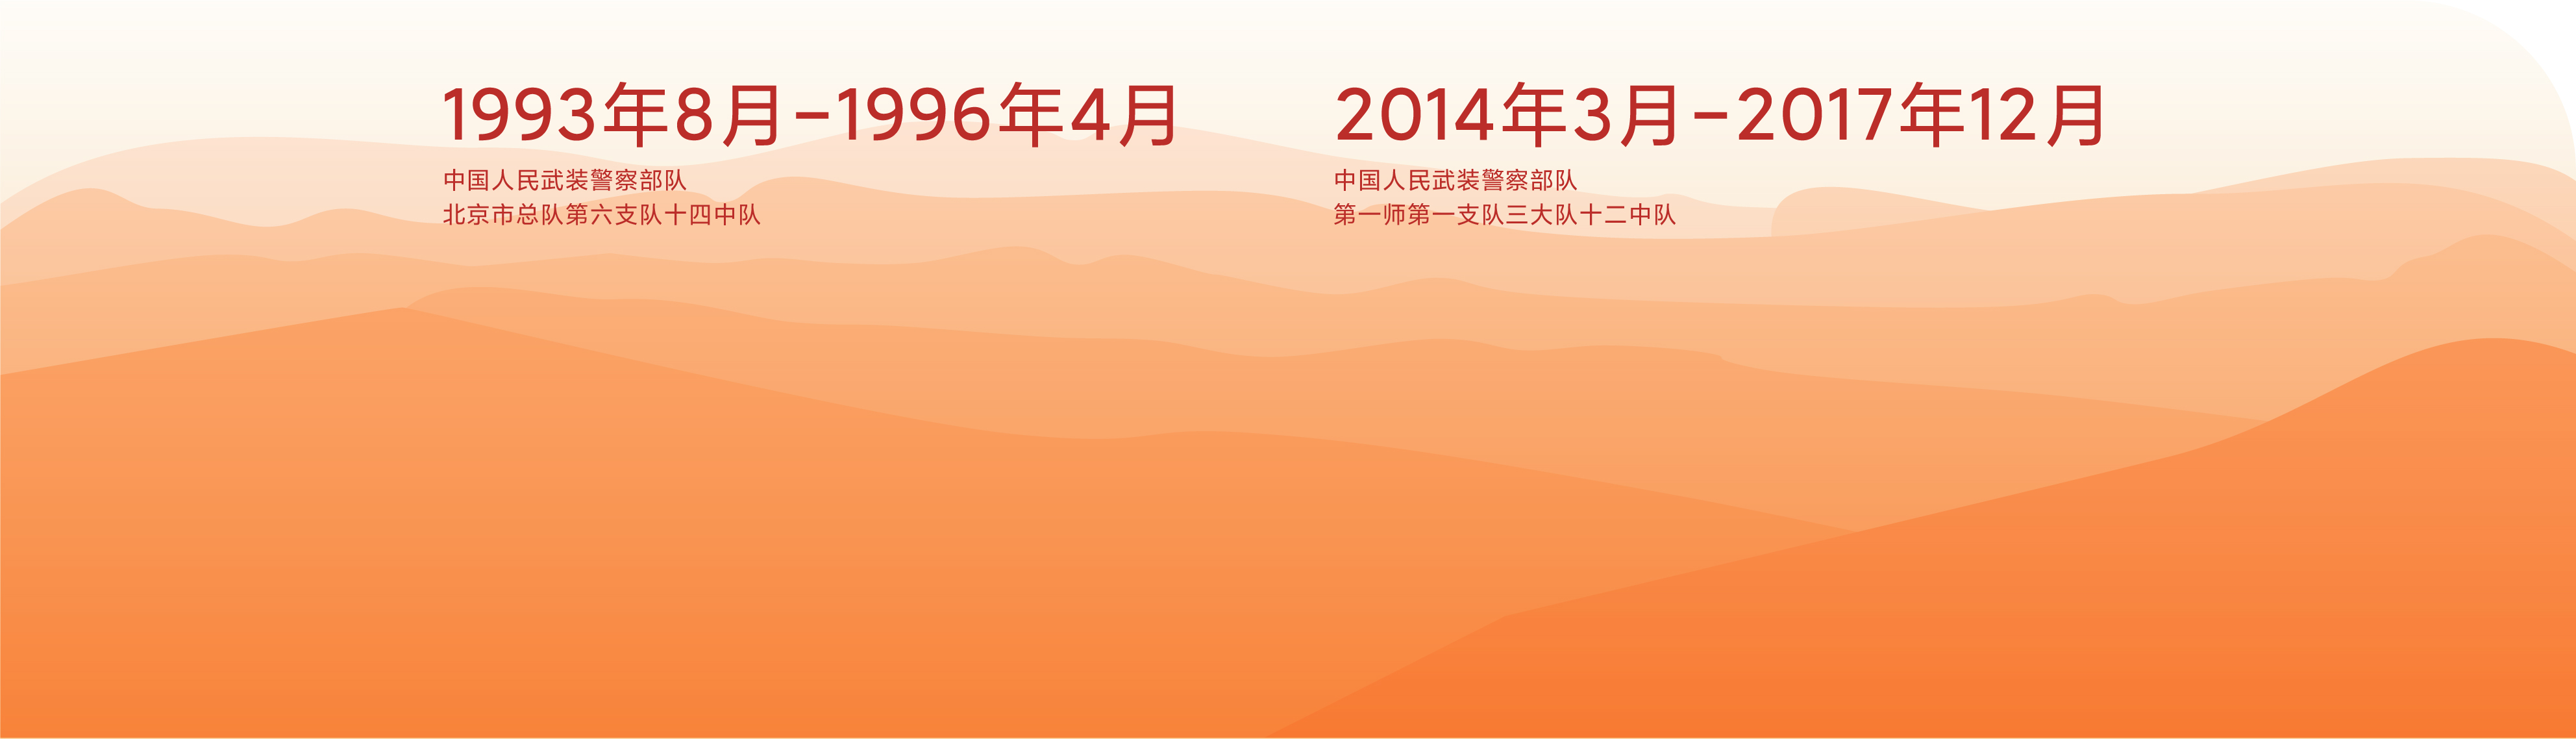 1993年8月-1996年4月
中国人民武装警察部队
北京市总队第六支队十四中队
2014年3月-2017年12月
中国人民武装警察部队
第一师第一支队三大队十二中队